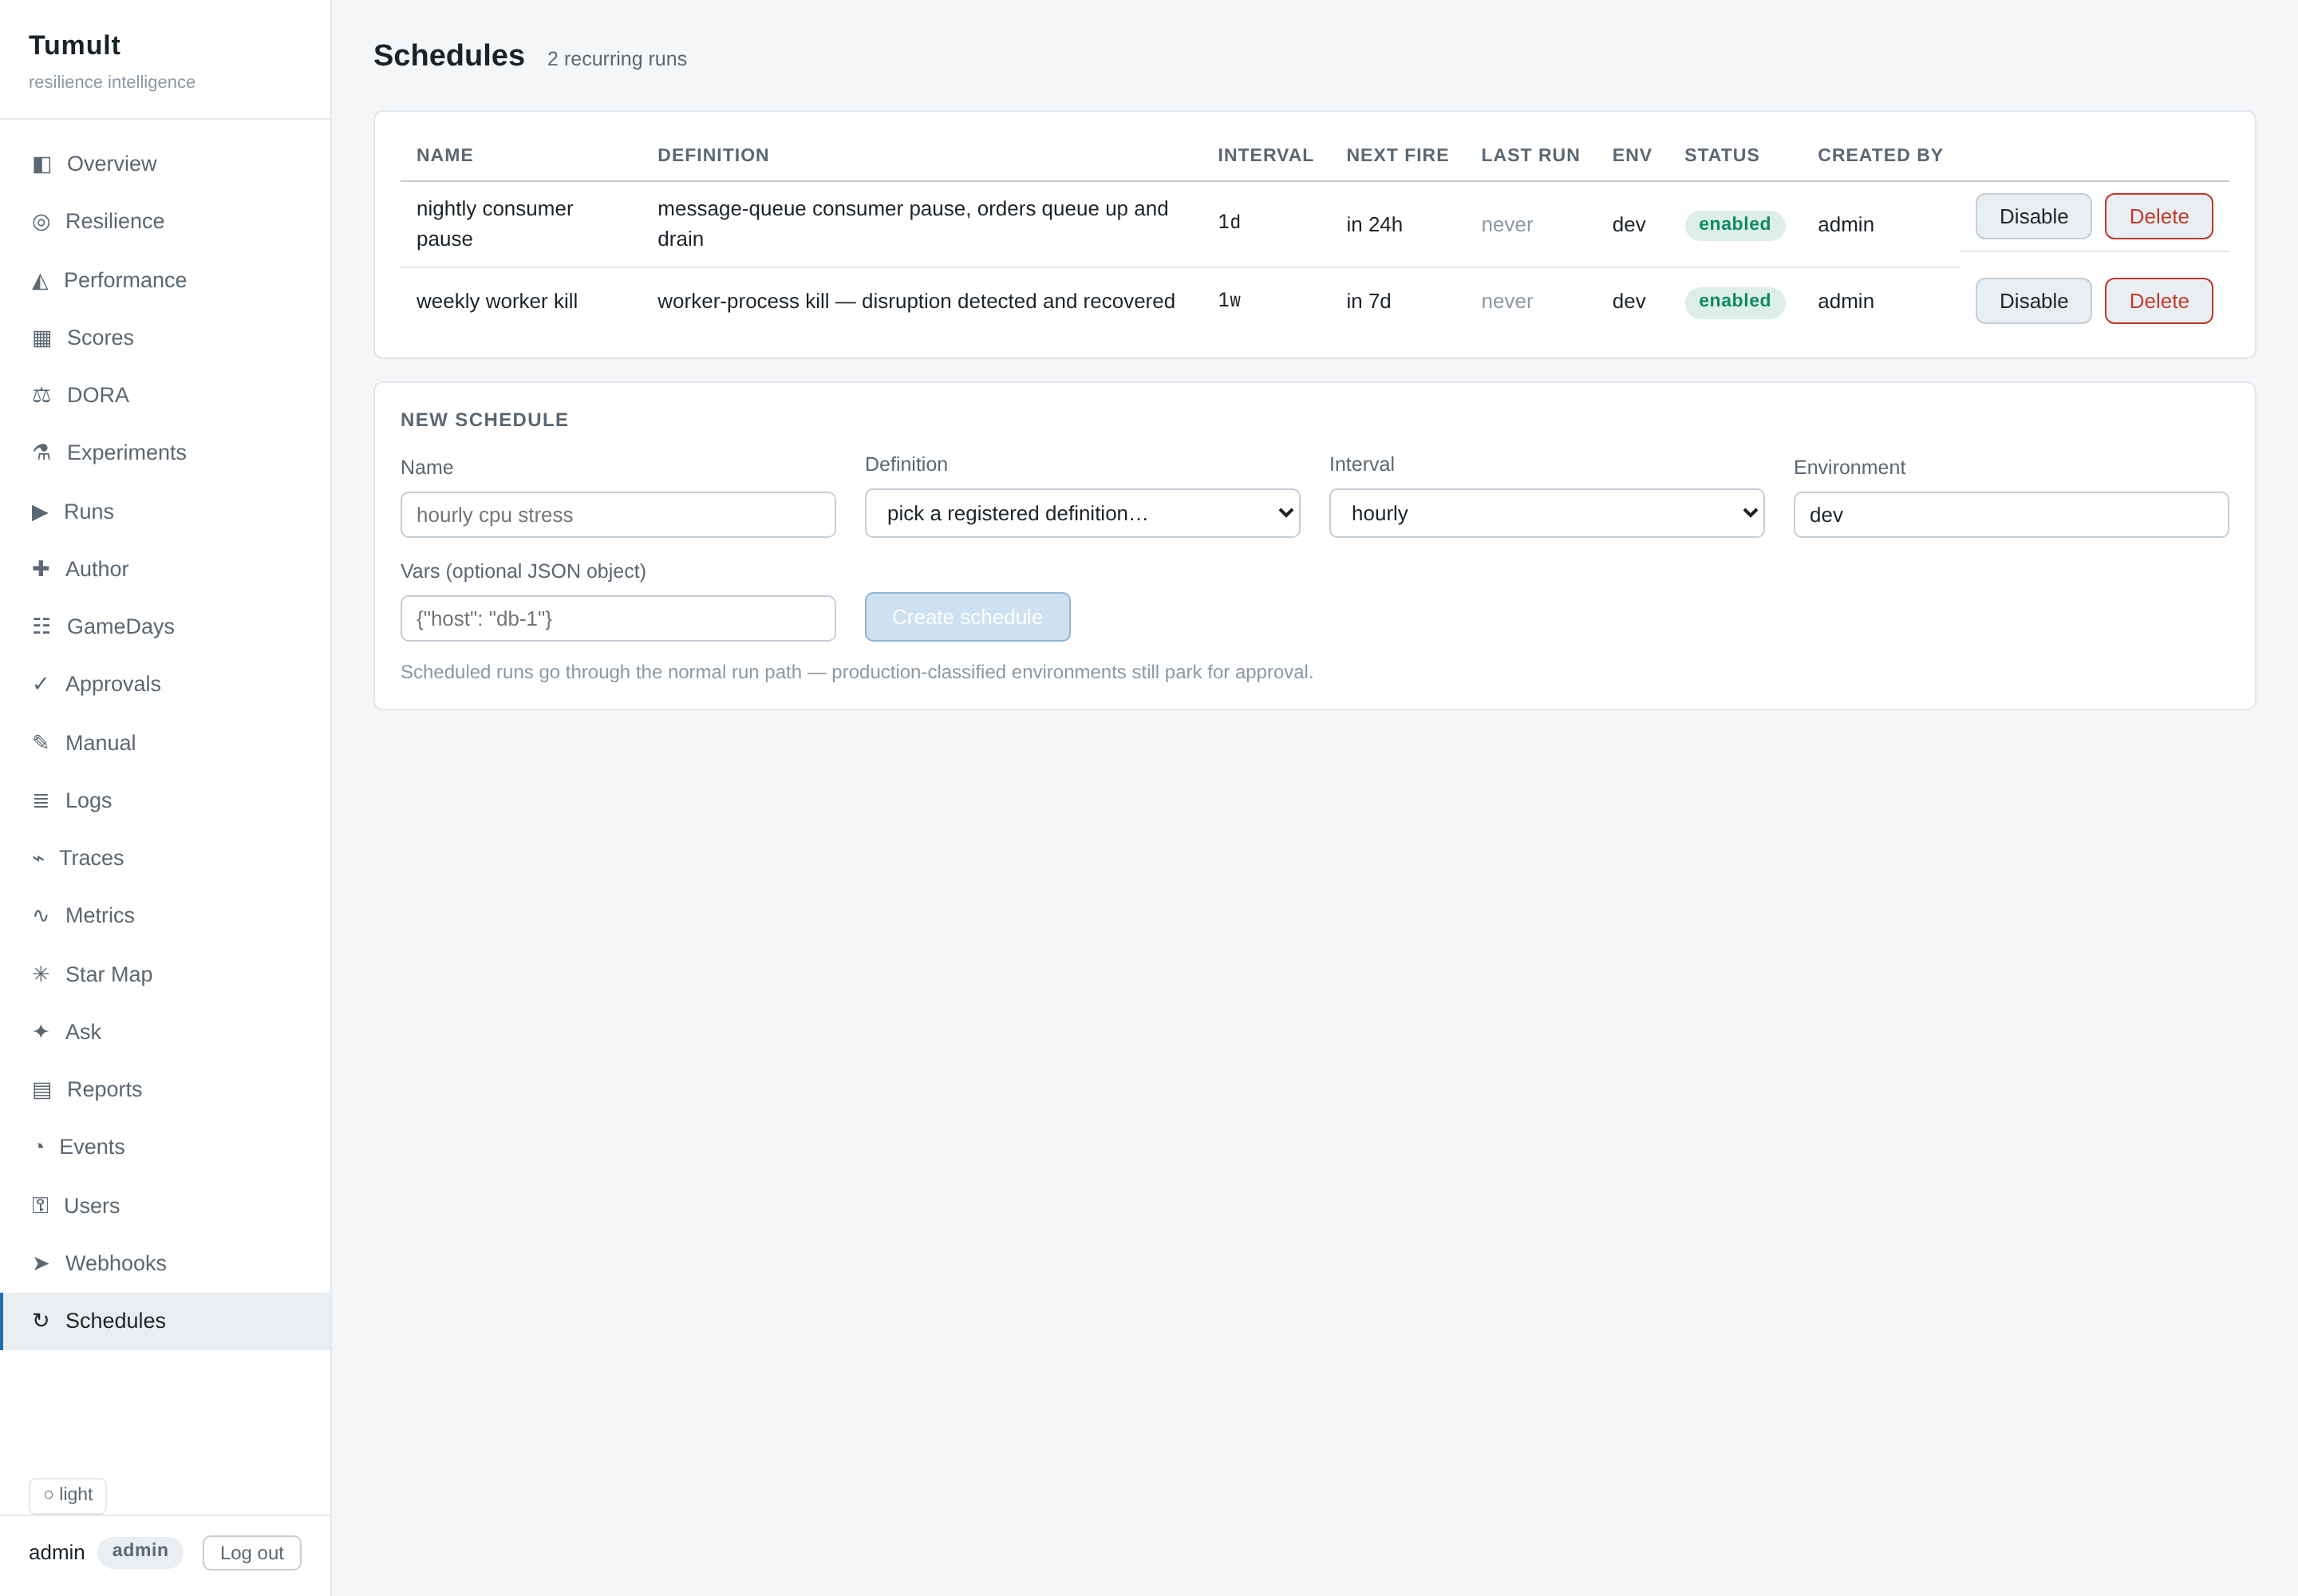 Tumult
resilience intelligence
Overview
Resilience
Performance
Scores
DORA
Experiments
Runs
Author
GameDays
Approvals
Manual
Logs
Traces
Metrics
Star Map
Ask
Reports
Events
Users
Webhooks
Schedules
light
admin admin Log out
Schedules 2 recurring runs
NAME DEFINITION INTERVAL NEXT FIRE LAST RUN ENV STATUS CREATED BY
nightly consumer pause message-queue consumer pause, orders queue up and drain 1d in 24h never dev enabled admin Disable Delete
weekly worker kill worker-process kill — disruption detected and recovered 1w in 7d never dev enabled admin Disable Delete
NEW SCHEDULE
Name Definition Interval Environment
hourly cpu stress pick a registered definition… hourly dev
Vars (optional JSON object)
{"host": "db-1"} Create schedule
Scheduled runs go through the normal run path — production-classified environments still park for approval.